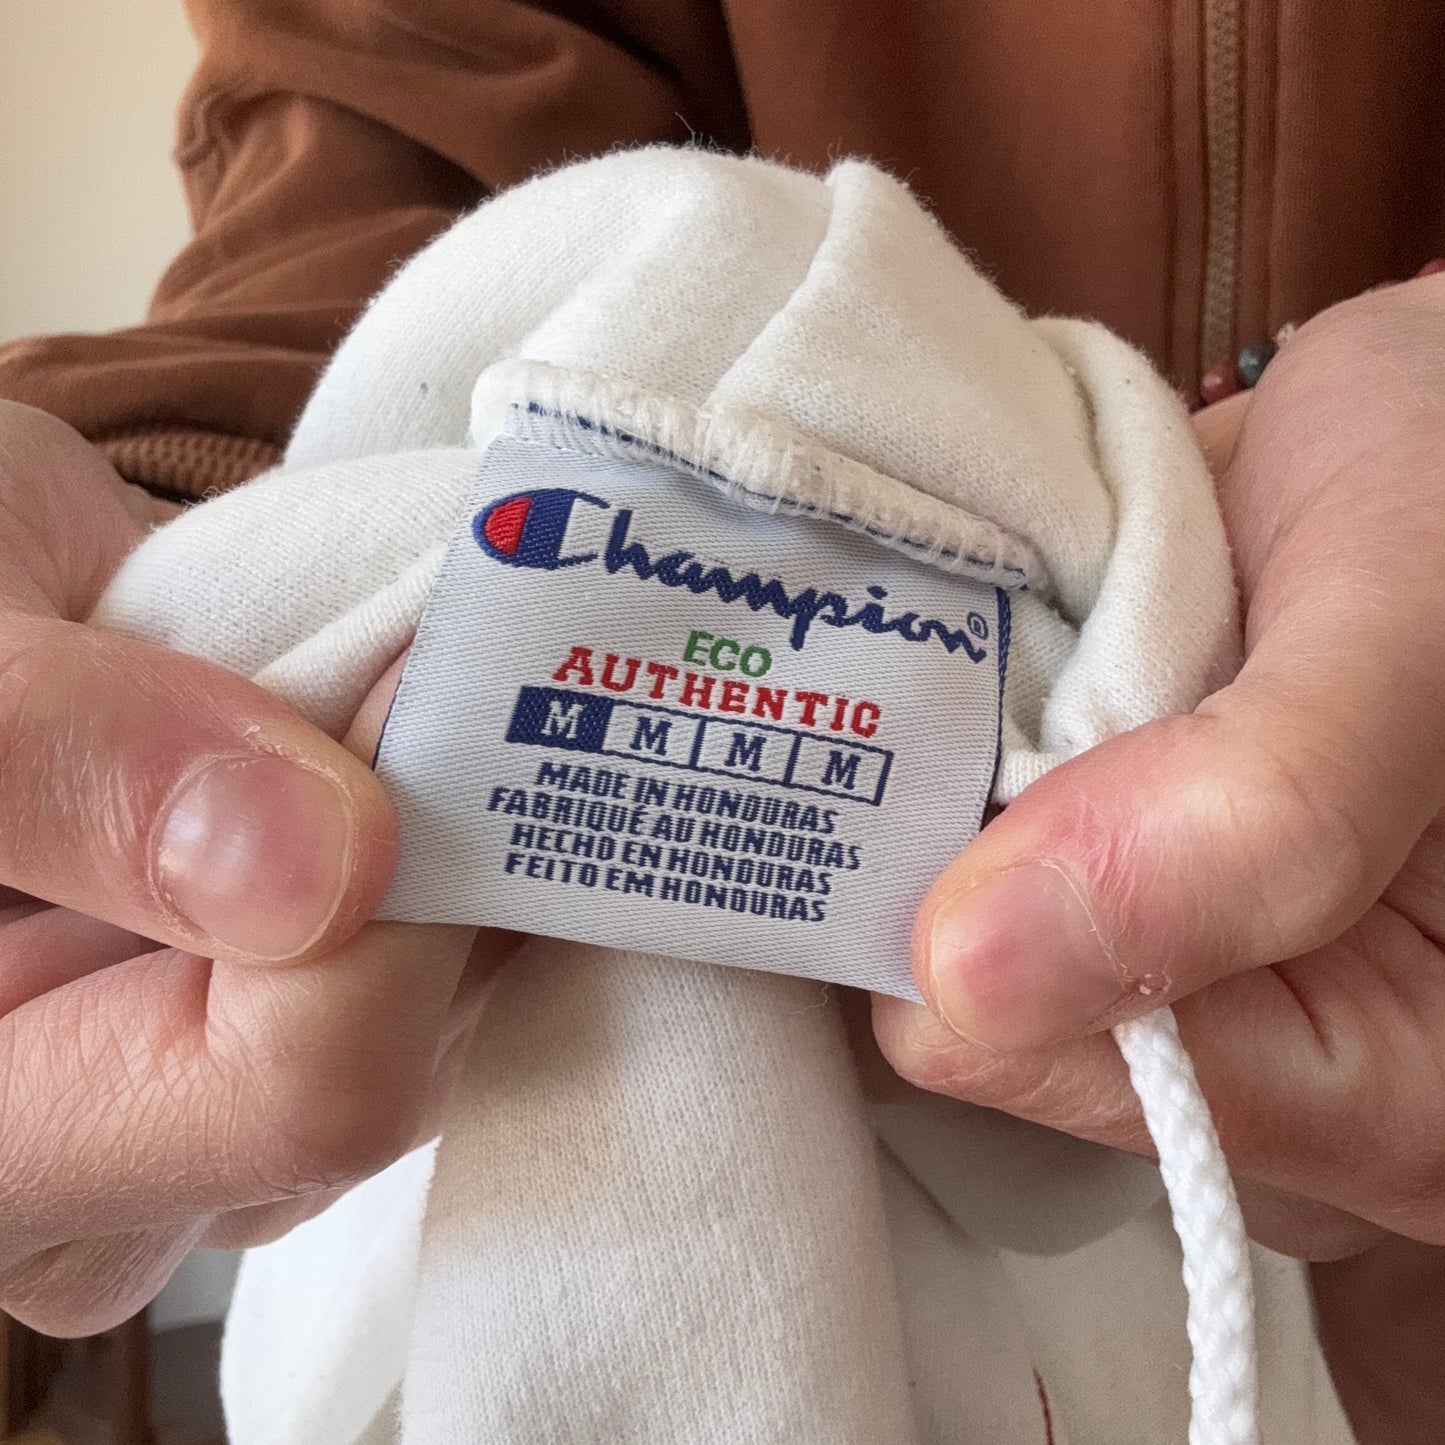 Champion®
ECO
AUTHENTIC
M M M M
MADE IN HONDURAS
FABRIQUÉ AU HONDURAS
HECHO EN HONDURAS
FEITO EM HONDURAS